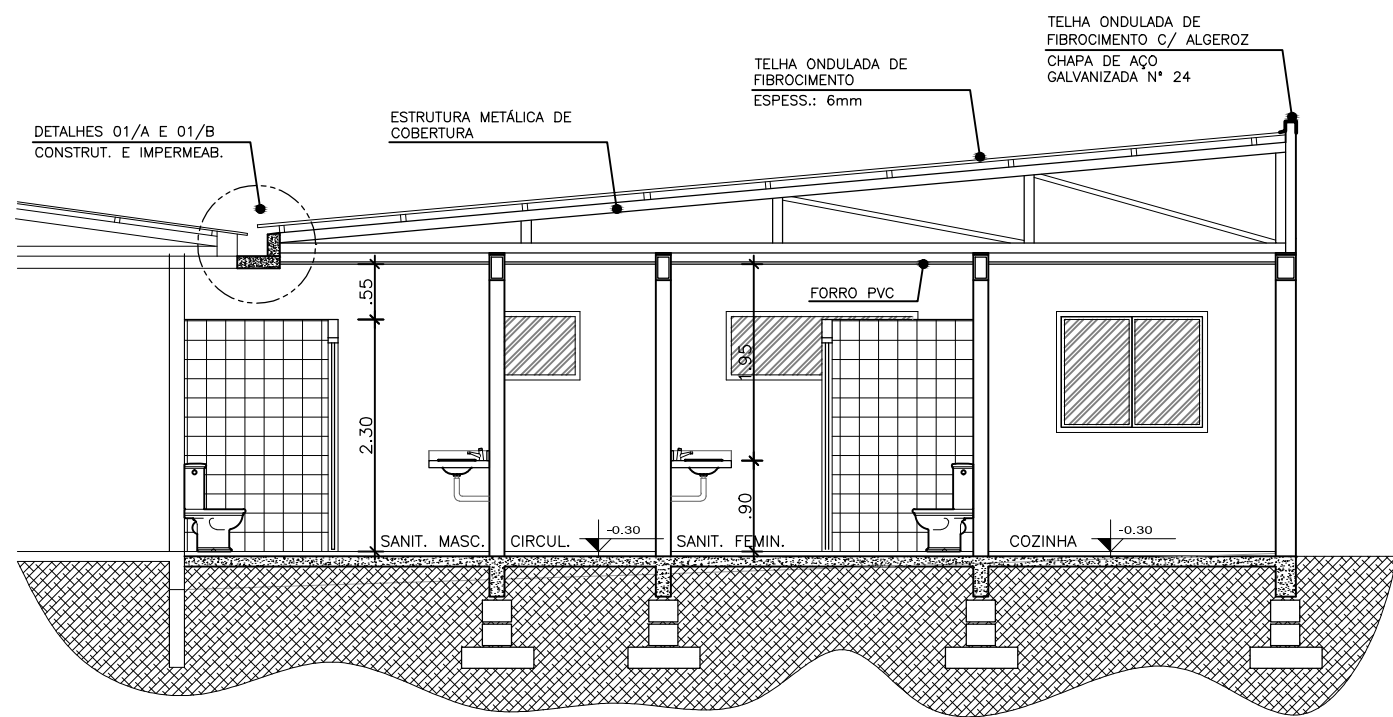 TELHA ONDULADA DE
FIBROCIMENTO C/ ALGEROZ
CHAPA DE AÇO
GALVANIZADA N° 24
TELHA ONDULADA DE
FIBROCIMENTO
ESPESS.: 6mm
ESTRUTURA METÁLICA DE
COBERTURA
DETALHES 01/A E 01/B
CONSTRUT. E IMPERMEAB.
.55
FORRO PVC
1.95
2.30
.90
SANIT. MASC.
CIRCUL.
-0.30
SANIT. FEMIN.
COZINHA
-0.30